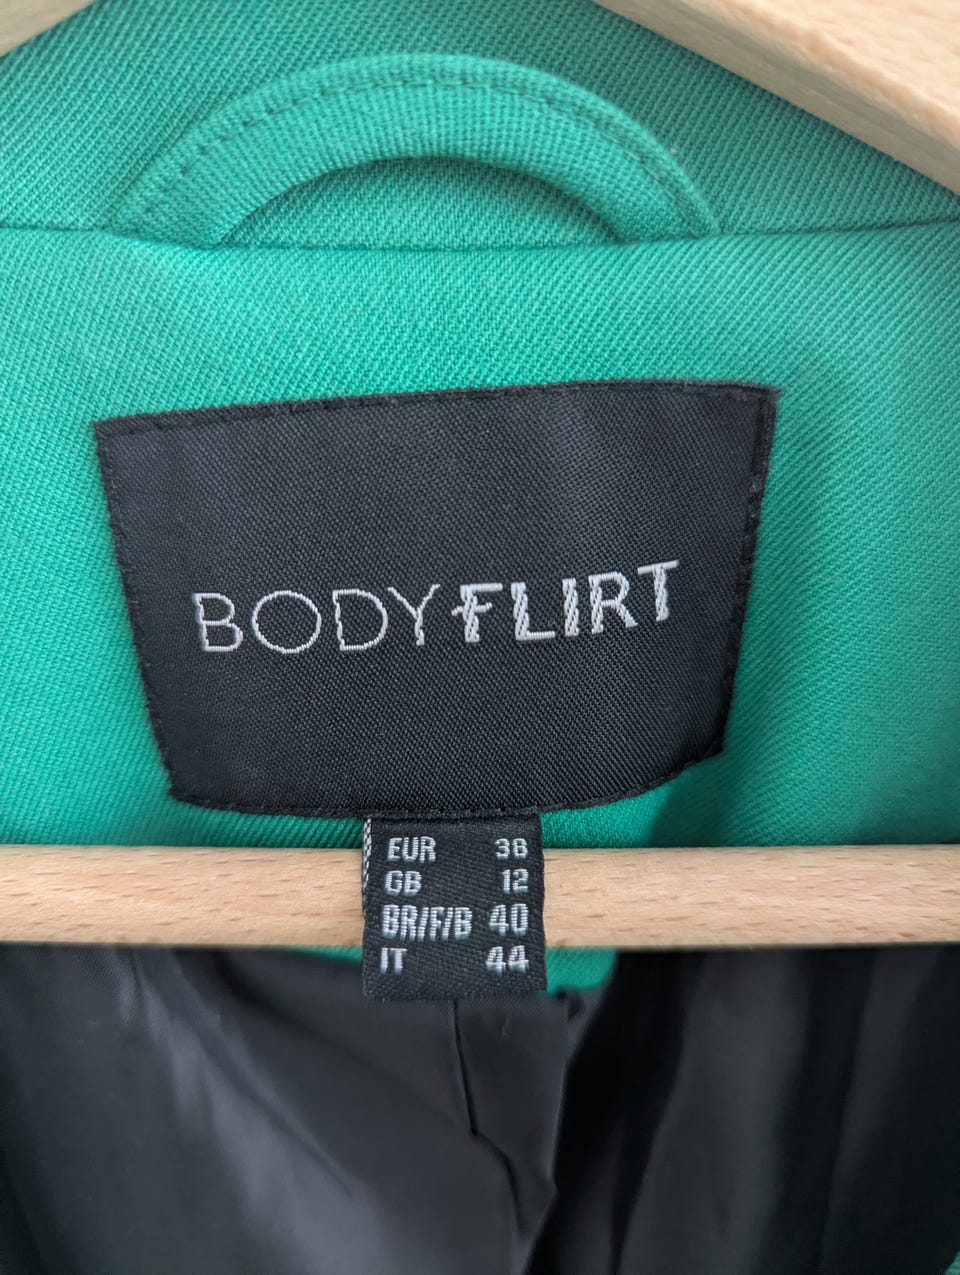 BODYFLIRT
EUR 38
GB 12
BR/F/B 40
IT 44